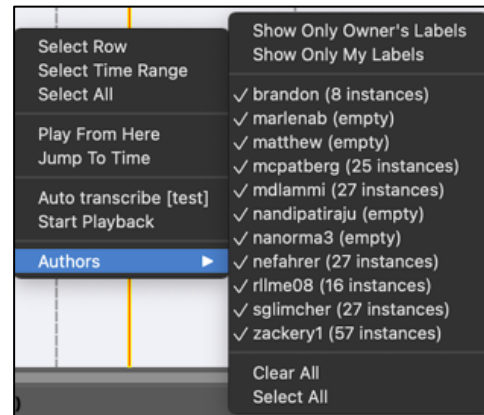 Select Row
Select Time Range
Select All
Play From Here
Jump To Time
Auto transcribe [test]
Start Playback
Authors ▶
Show Only Owner's Labels
Show Only My Labels
✓ brandon (8 instances)
✓ marlenab (empty)
✓ matthew (empty)
✓ mcpatberg (25 instances)
✓ mdlammi (27 instances)
✓ nandipatiraju (empty)
✓ nanorma3 (empty)
✓ nefahrer (27 instances)
✓ rllme08 (16 instances)
✓ sglimcher (27 instances)
✓ zackery1 (57 instances)
Clear All
Select All
)